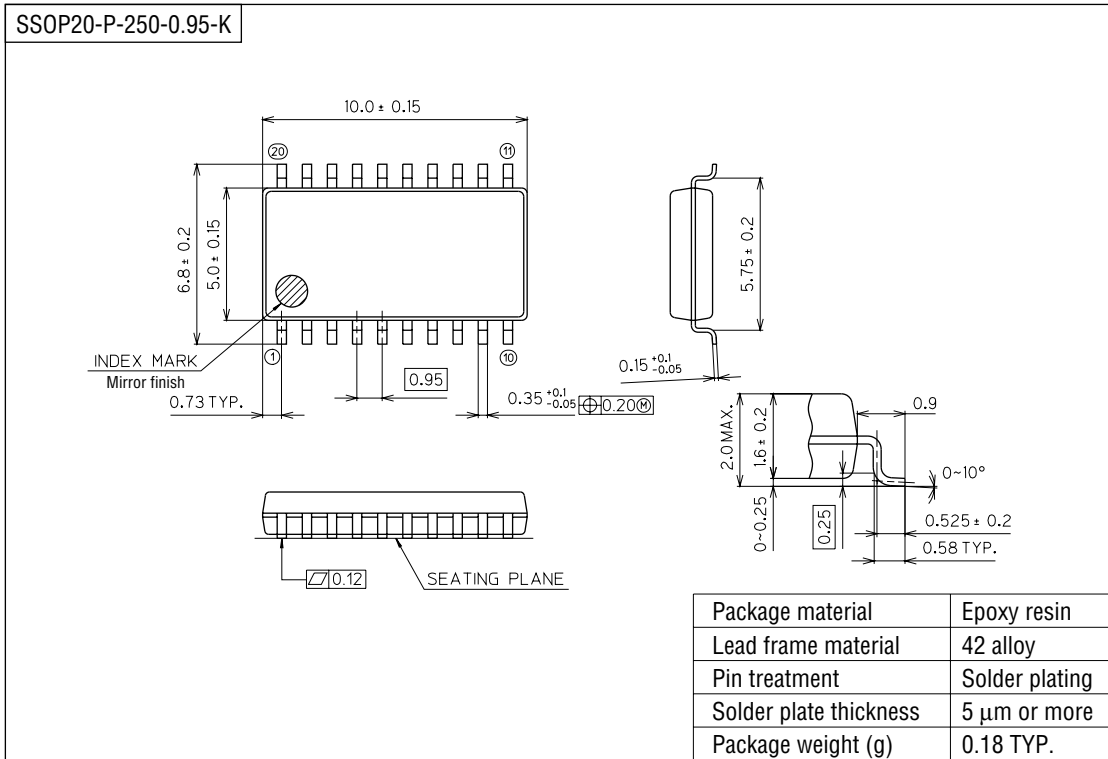 SSOP20-P-250-0.95-K
10.0 ± 0.15
20
11
6.8 ± 0.2
5.0 ± 0.15
5.75 ± 0.2
INDEX MARK
Mirror finish
1
10
0.95
0.73 TYP.
0.35 +0.1 -0.05 ⌖ 0.20 Ⓜ
0.15 +0.1 -0.05
0.9
2.0 MAX.
1.6 ± 0.2
0~10°
0~0.25
0.25
0.525 ± 0.2
0.58 TYP.
⏥ 0.12
SEATING PLANE
Package material Epoxy resin
Lead frame material 42 alloy
Pin treatment Solder plating
Solder plate thickness 5 μm or more
Package weight (g) 0.18 TYP.